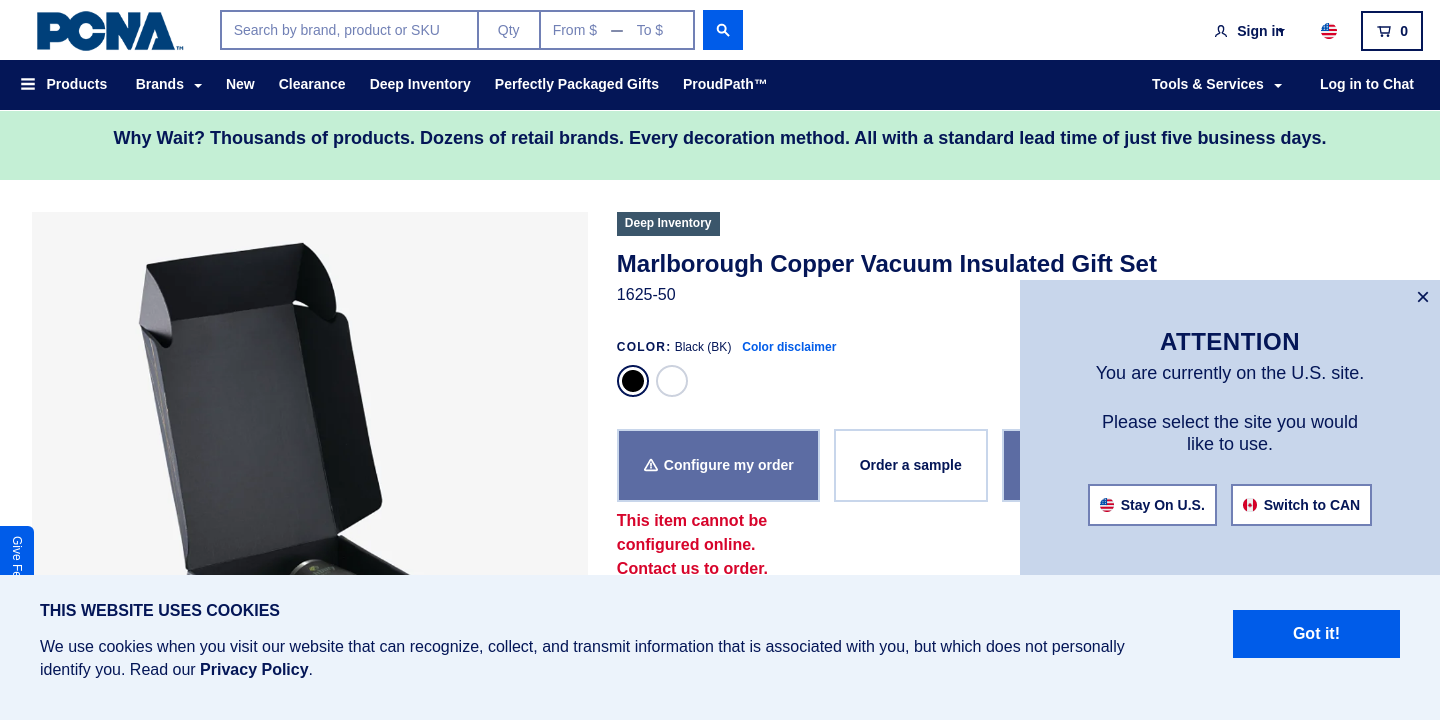 PCNA™
Search by brand, product or SKU
Qty
From $ — To $
Sign in
0
Products
Brands
New
Clearance
Deep Inventory
Perfectly Packaged Gifts
ProudPath™
Tools & Services
Log in to Chat
Why Wait? Thousands of products. Dozens of retail brands. Every decoration method. All with a standard lead time of just five business days.
Deep Inventory
Marlborough Copper Vacuum Insulated Gift Set
1625-50
COLOR: Black (BK) Color disclaimer
Configure my order
Order a sample
This item cannot be
configured online.
Contact us to order.
×
ATTENTION
You are currently on the U.S. site.
Please select the site you would
like to use.
Stay On U.S.
Switch to CAN
Give Fe
THIS WEBSITE USES COOKIES
We use cookies when you visit our website that can recognize, collect, and transmit information that is associated with you, but which does not personally
identify you. Read our Privacy Policy.
Got it!